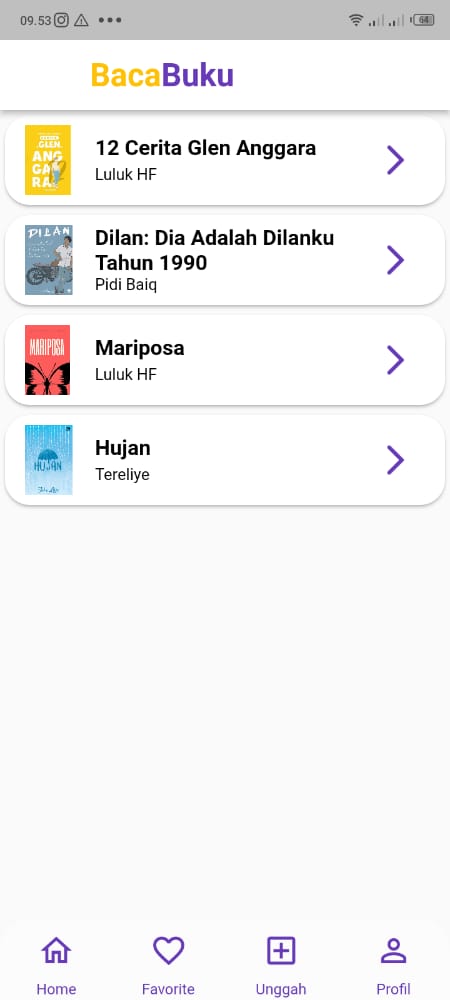 09.53
64
BacaBuku
12 Cerita Glen Anggara
Luluk HF
GLEN
ANG
GA
RA
Dilan: Dia Adalah Dilanku
Tahun 1990
Pidi Baiq
DILAN
Mariposa
Luluk HF
MARIPOSA
Hujan
Tereliye
HUJAN
Home
Favorite
Unggah
Profil